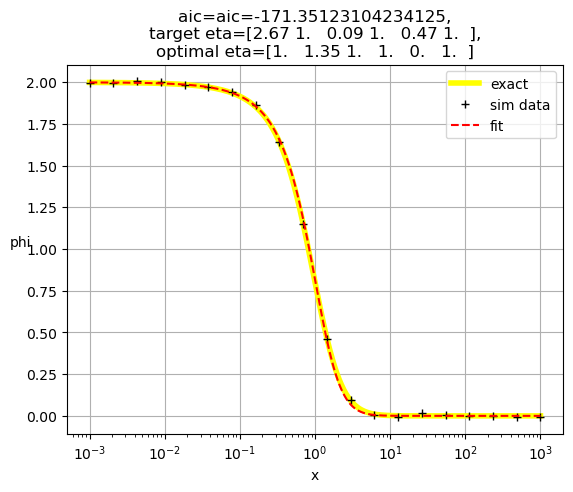 aic=aic=-171.35123104234125,
target eta=[2.67 1.   0.09 1.   0.47 1.  ],
optimal eta=[1.   1.35 1.   1.   0.   1.  ]
exact
sim data
fit
2.00
1.75
1.50
1.25
1.00
0.75
0.50
0.25
0.00
phi
10⁻³
10⁻²
10⁻¹
10⁰
10¹
10²
10³
x